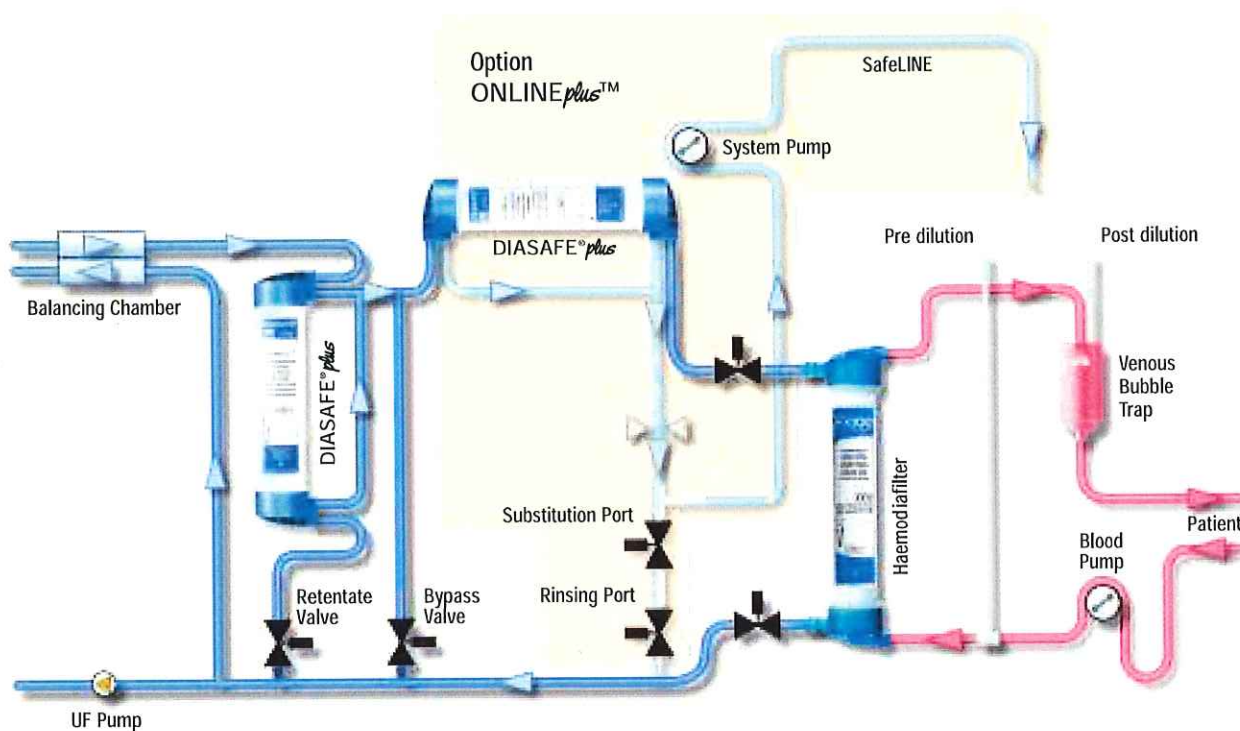 Option
ONLINEplus™
SafeLINE
System Pump
DIASAFE®plus
Pre dilution
Post dilution
Balancing Chamber
DIASAFE®plus
Venous
Bubble
Trap
Haemodiafilter
Substitution Port
Patient
Blood
Pump
Retentate
Valve
Bypass
Valve
Rinsing Port
UF Pump